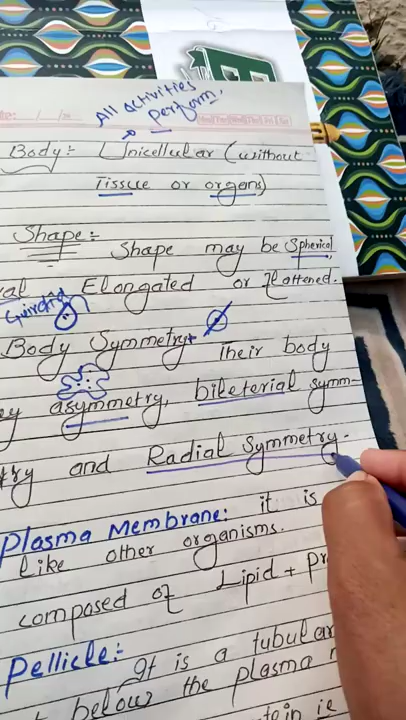 All activities
Perform.
Body:- Unicellular (without
Tissue or organs)
Shape:- Shape may be Spherical
Elongated or flattened.
Body Symmetry:- Their body
asymmetry, bileterial symm-
try and Radial Symmetry.
Plasma Membrane: it is
like other organisms.
composed of Lipid + Pr
Pellicle:- It is a tubular
below the plasma